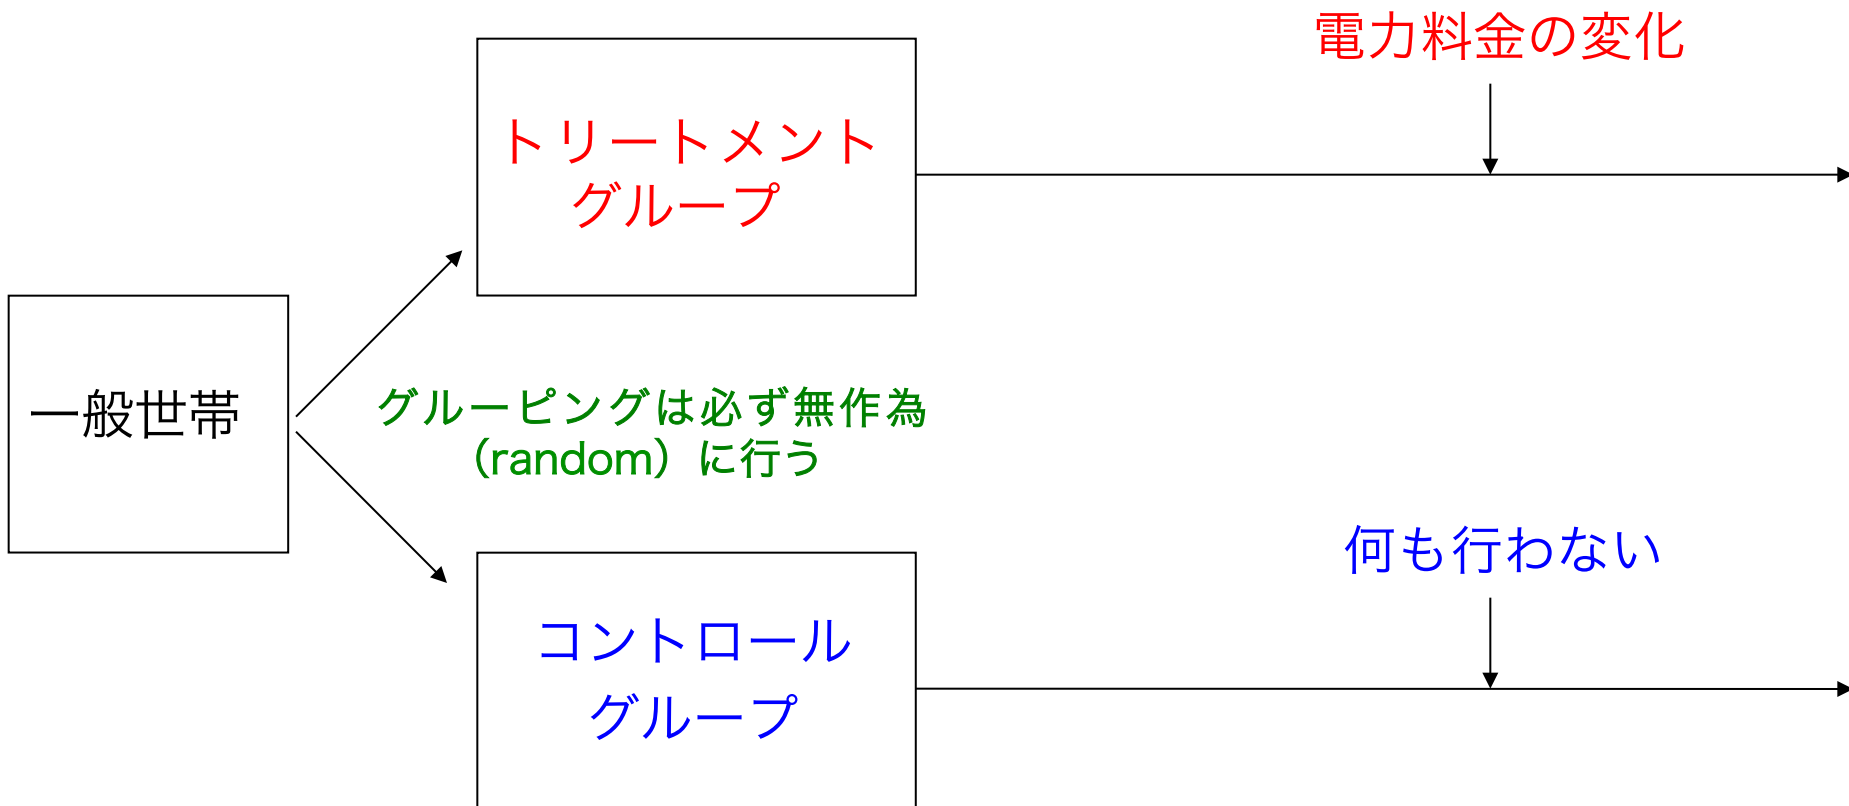 電力料金の変化
トリートメント
グループ
一般世帯
グルーピングは必ず無作為
（random）に行う
何も行わない
コントロール
グループ